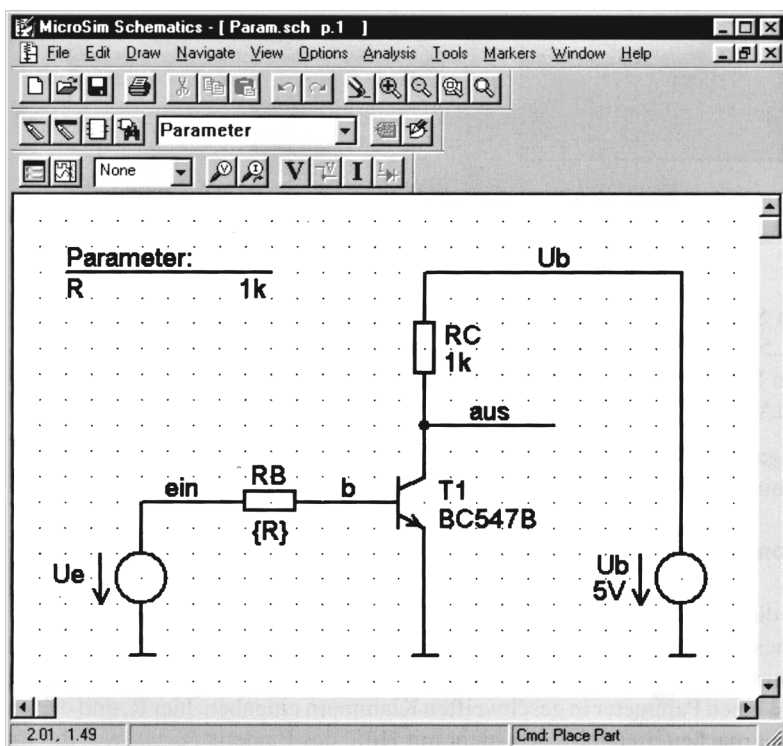 MicroSim Schematics - [ Param.sch p.1 ]
File Edit Draw Navigate View Options Analysis Tools Markers Window Help
Parameter
None
V I
Parameter:
R 1k
Ub
RC
1k
aus
ein
RB
b
{R}
T1
BC547B
Ue
Ub
5V
2.01, 1.49
Cmd: Place Part